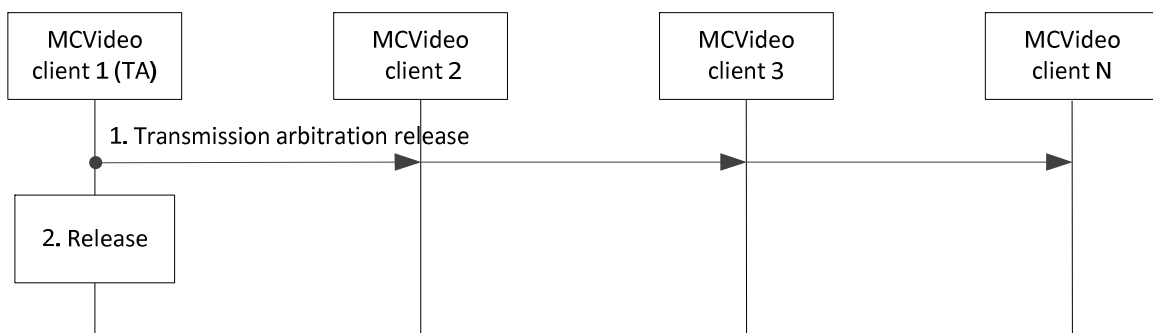 MCVideo
client 1 (TA)
MCVideo
client 2
MCVideo
client 3
MCVideo
client N
1. Transmission arbitration release
2. Release